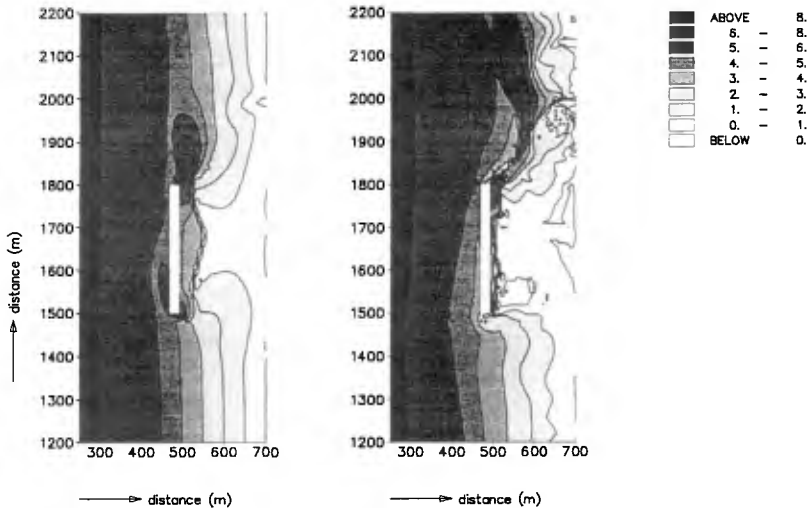 2200
2100
2000
1900
1800
1700
1600
1500
1400
1300
1200
300 400 500 600 700
distance (m)
distance (m)
2200
2100
2000
1900
1800
1700
1600
1500
1400
1300
1200
300 400 500 600 700
distance (m)
ABOVE 8.
6. - 8.
5. - 6.
4. - 5.
3. - 4.
2. - 3.
1. - 2.
0. - 1.
BELOW 0.